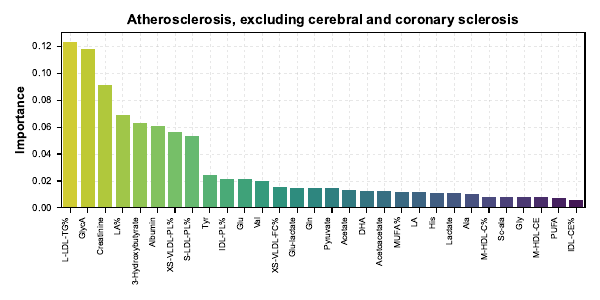 Atherosclerosis, excluding cerebral and coronary sclerosis
Importance
0.12
0.10
0.08
0.06
0.04
0.02
0.00
L-LDL-TG%
GlycA
Creatinine
LA%
3-Hydroxybutyrate
Albumin
XS-VLDL-PL%
S-LDL-PL%
Tyr
IDL-PL%
Glu
Val
XS-VLDL-FC%
Glu-lactate
Gln
Pyruvate
Acetate
DHA
Acetoacetate
MUFA%
LA
His
Lactate
Ala
M-HDL-C%
Sc-ala
Gly
M-HDL-CE
PUFA
IDL-CE%